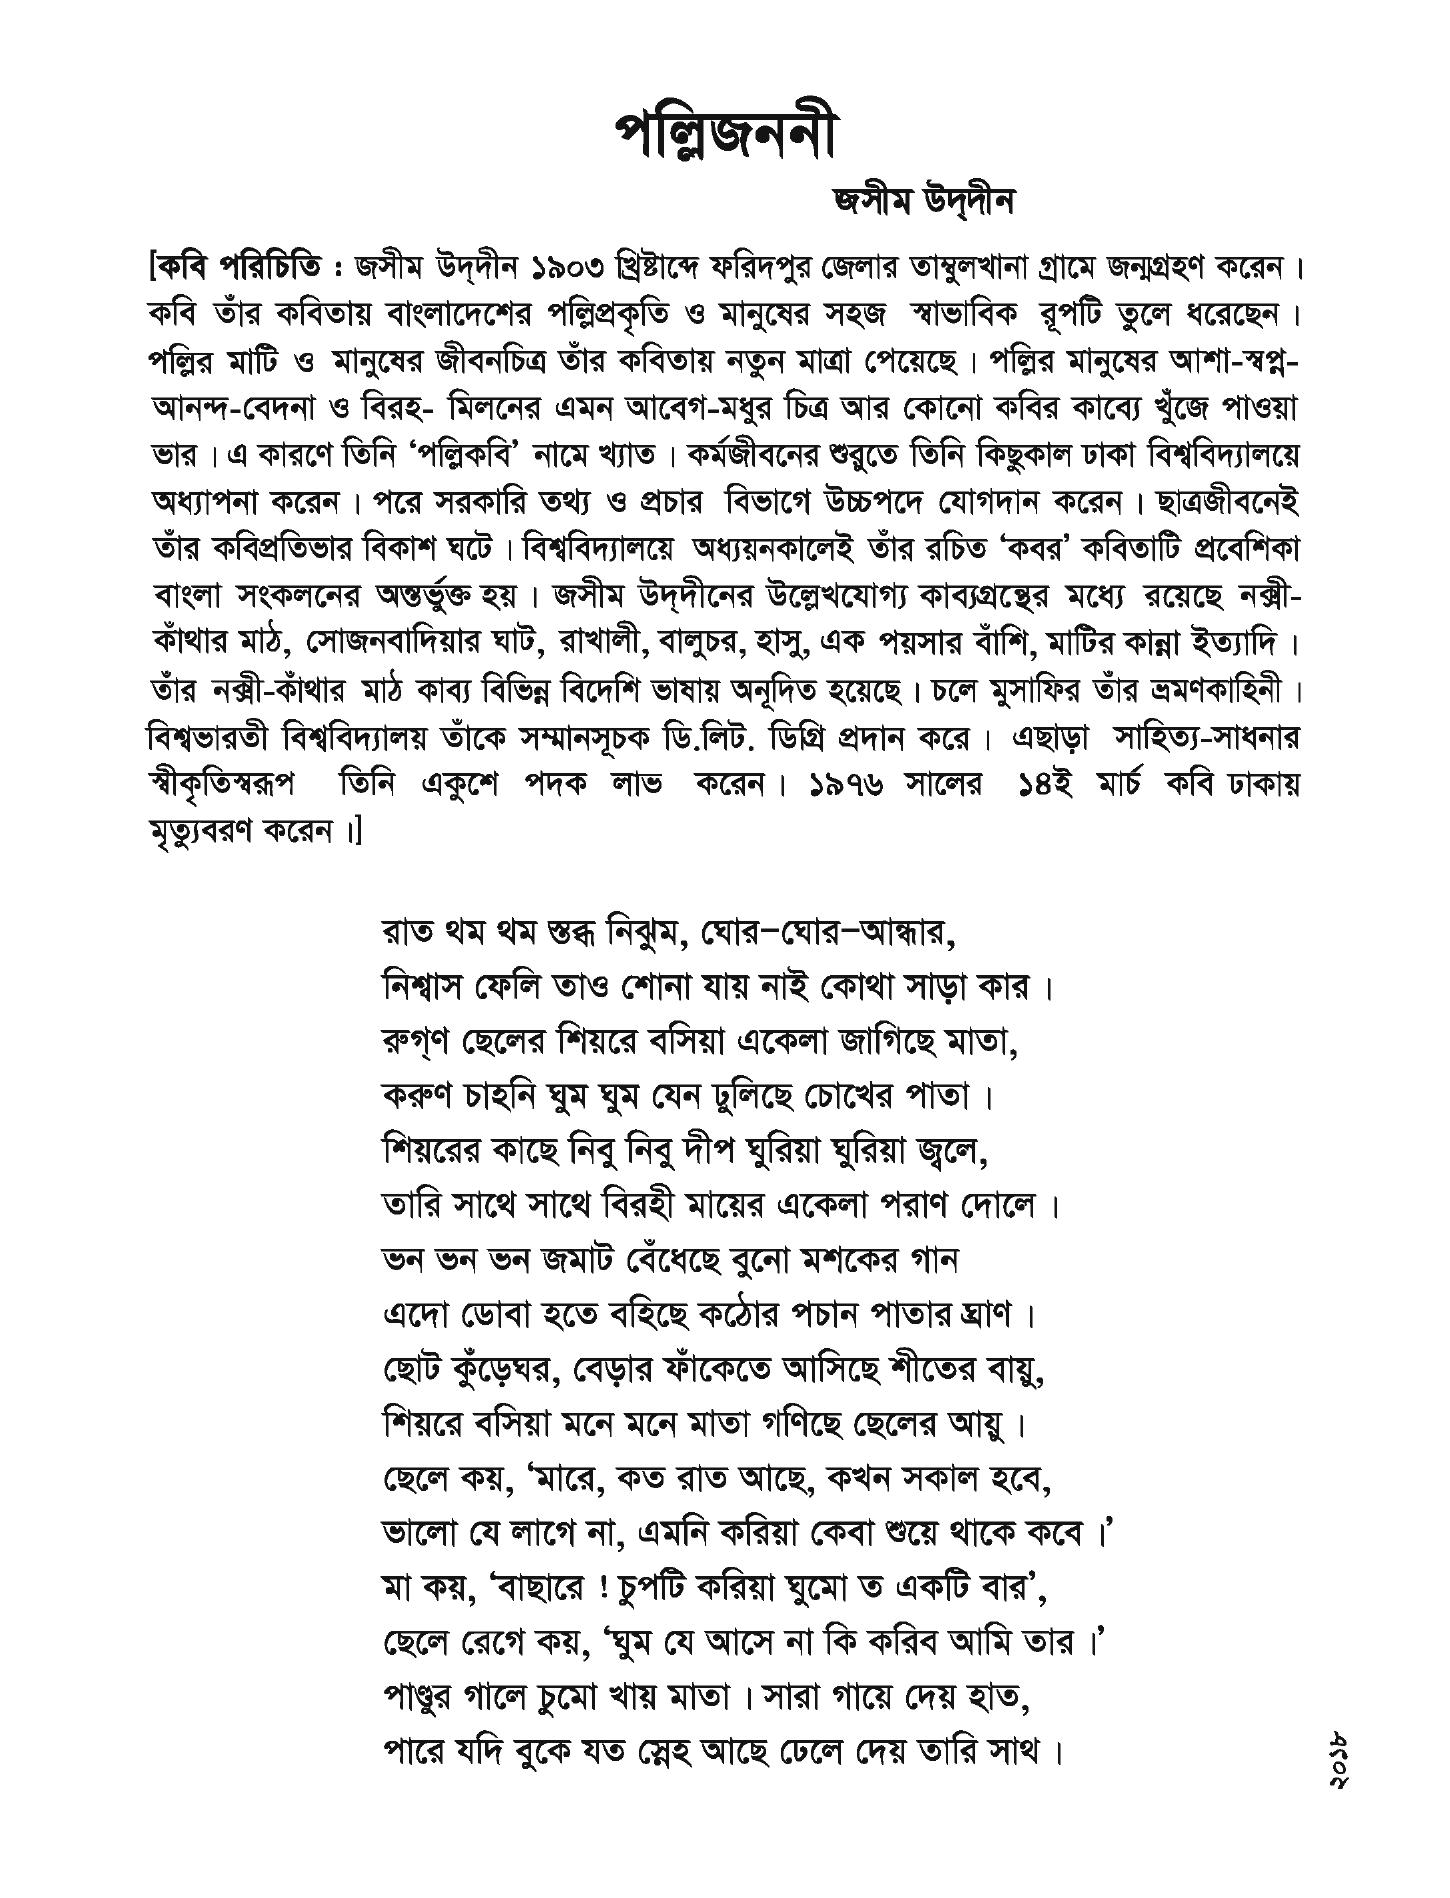 পল্লিজননী
জসীম উদ্‌দীন
[কবি পরিচিতি : জসীম উদ্‌দীন ১৯০৩ খ্রিষ্টাব্দে ফরিদপুর জেলার তাম্বুলখানা গ্রামে জন্মগ্রহণ করেন।
কবি তাঁর কবিতায় বাংলাদেশের পল্লিপ্রকৃতি ও মানুষের সহজ স্বাভাবিক রূপটি তুলে ধরেছেন।
পল্লির মাটি ও মানুষের জীবনচিত্র তাঁর কবিতায় নতুন মাত্রা পেয়েছে। পল্লির মানুষের আশা-স্বপ্ন-
আনন্দ-বেদনা ও বিরহ- মিলনের এমন আবেগ-মধুর চিত্র আর কোনো কবির কাব্যে খুঁজে পাওয়া
ভার। এ কারণে তিনি ‘পল্লিকবি’ নামে খ্যাত। কর্মজীবনের শুরুতে তিনি কিছুকাল ঢাকা বিশ্ববিদ্যালয়ে
অধ্যাপনা করেন। পরে সরকারি তথ্য ও প্রচার বিভাগে উচ্চপদে যোগদান করেন। ছাত্রজীবনেই
তাঁর কবিপ্রতিভার বিকাশ ঘটে। বিশ্ববিদ্যালয়ে অধ্যয়নকালেই তাঁর রচিত ‘কবর’ কবিতাটি প্রবেশিকা
বাংলা সংকলনের অন্তর্ভুক্ত হয়। জসীম উদ্‌দীনের উল্লেখযোগ্য কাব্যগ্রন্থের মধ্যে রয়েছে নক্সী-
কাঁথার মাঠ, সোজনবাদিয়ার ঘাট, রাখালী, বালুচর, হাসু, এক পয়সার বাঁশি, মাটির কান্না ইত্যাদি।
তাঁর নক্সী-কাঁথার মাঠ কাব্য বিভিন্ন বিদেশি ভাষায় অনূদিত হয়েছে। চলে মুসাফির তাঁর ভ্রমণকাহিনী।
বিশ্বভারতী বিশ্ববিদ্যালয় তাঁকে সম্মানসূচক ডি.লিট. ডিগ্রি প্রদান করে। এছাড়া সাহিত্য-সাধনার
স্বীকৃতিস্বরূপ তিনি একুশে পদক লাভ করেন। ১৯৭৬ সালের ১৪ই মার্চ কবি ঢাকায়
মৃত্যুবরণ করেন।]
রাত থম থম স্তব্ধ নিঝুম, ঘোর–ঘোর–আন্ধার,
নিশ্বাস ফেলি তাও শোনা যায় নাই কোথা সাড়া কার।
রুগ্‌ণ ছেলের শিয়রে বসিয়া একেলা জাগিছে মাতা,
করুণ চাহনি ঘুম ঘুম যেন ঢুলিছে চোখের পাতা।
শিয়রের কাছে নিবু নিবু দীপ ঘুরিয়া ঘুরিয়া জ্বলে,
তারি সাথে সাথে বিরহী মায়ের একেলা পরাণ দোলে।
ভন ভন ভন জমাট বেঁধেছে বুনো মশকের গান
এদো ডোবা হতে বহিছে কঠোর পচান পাতার ঘ্রাণ।
ছোট কুঁড়েঘর, বেড়ার ফাঁকেতে আসিছে শীতের বায়ু,
শিয়রে বসিয়া মনে মনে মাতা গণিছে ছেলের আয়ু।
ছেলে কয়, ‘মারে, কত রাত আছে, কখন সকাল হবে,
ভালো যে লাগে না, এমনি করিয়া কেবা শুয়ে থাকে কবে।’
মা কয়, ‘বাছারে ! চুপটি করিয়া ঘুমো ত একটি বার’,
ছেলে রেগে কয়, ‘ঘুম যে আসে না কি করিব আমি তার।’
পাণ্ডুর গালে চুমো খায় মাতা। সারা গায়ে দেয় হাত,
পারে যদি বুকে যত স্নেহ আছে ঢেলে দেয় তারি সাথ।
২০১৮